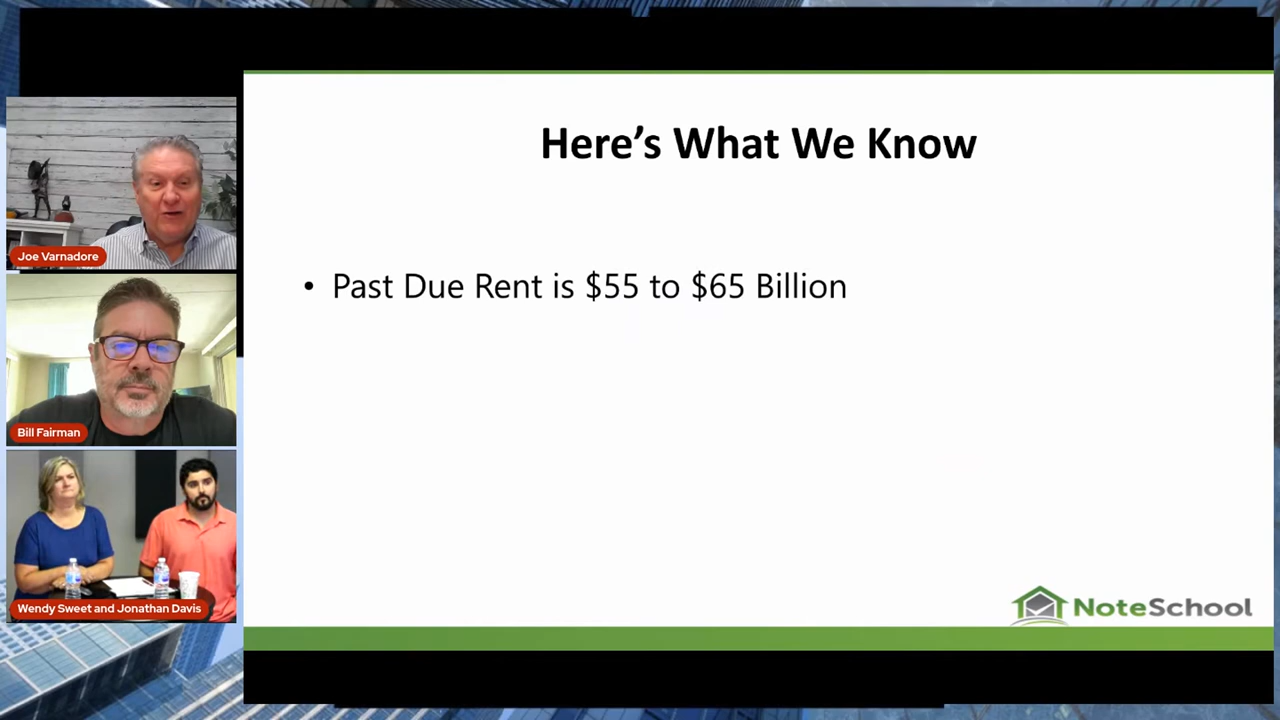 Here's What We Know
• Past Due Rent is $55 to $65 Billion
Joe Varnadore
Bill Fairman
Wendy Sweet and Jonathan Davis
NoteSchool